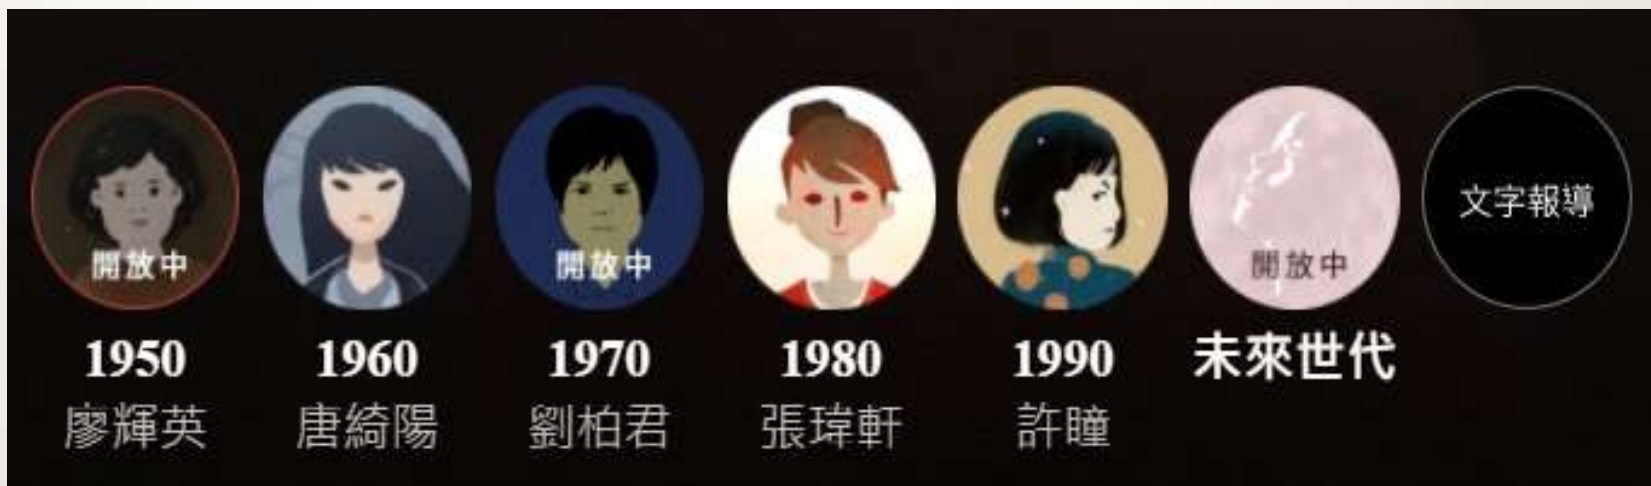 開放中
開放中
開放中
文字報導
1950
1960
1970
1980
1990
未來世代
廖輝英
唐綺陽
劉柏君
張瑋軒
許瞳